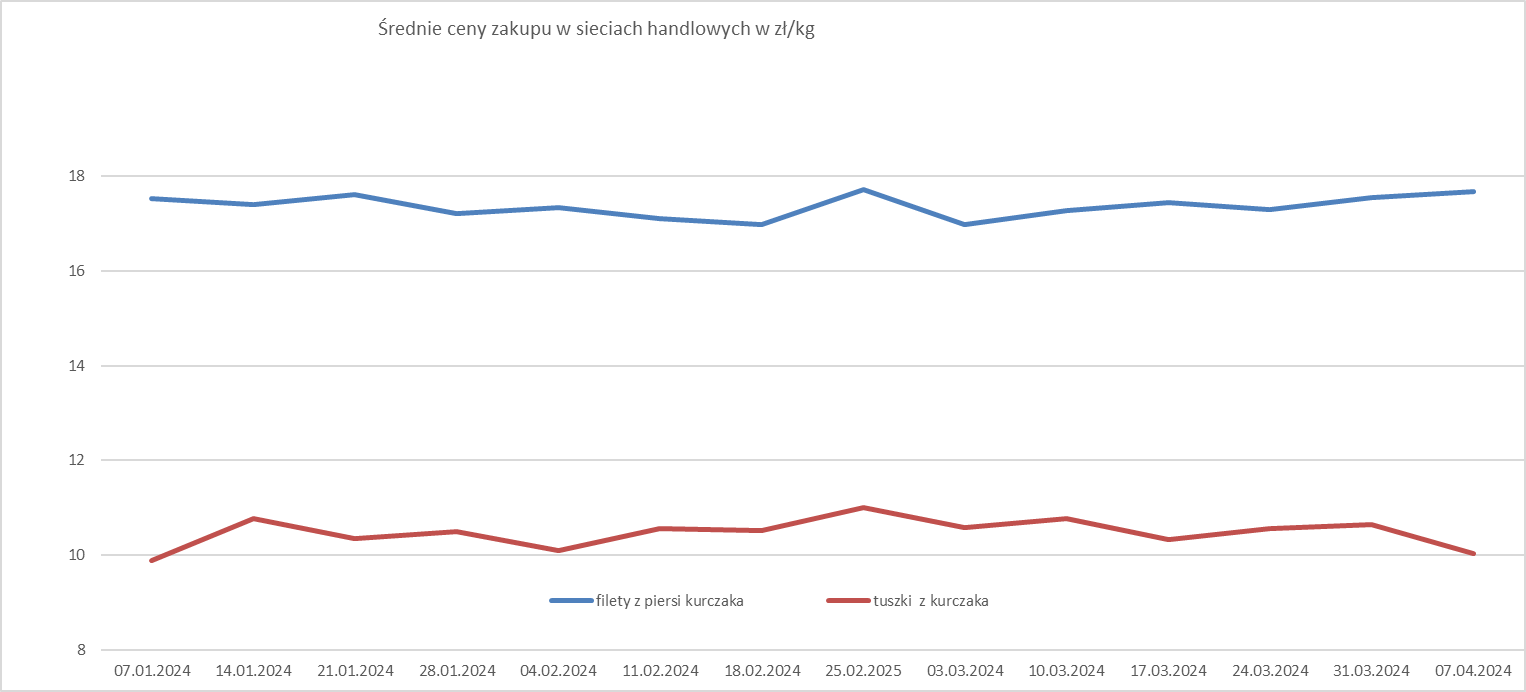 Średnie ceny zakupu w sieciach handlowych w zł/kg
18
16
14
12
10
8
filety z piersi kurczaka tuszki z kurczaka
07.01.2024 14.01.2024 21.01.2024 28.01.2024 04.02.2024 11.02.2024 18.02.2024 25.02.2025 03.03.2024 10.03.2024 17.03.2024 24.03.2024 31.03.2024 07.04.2024